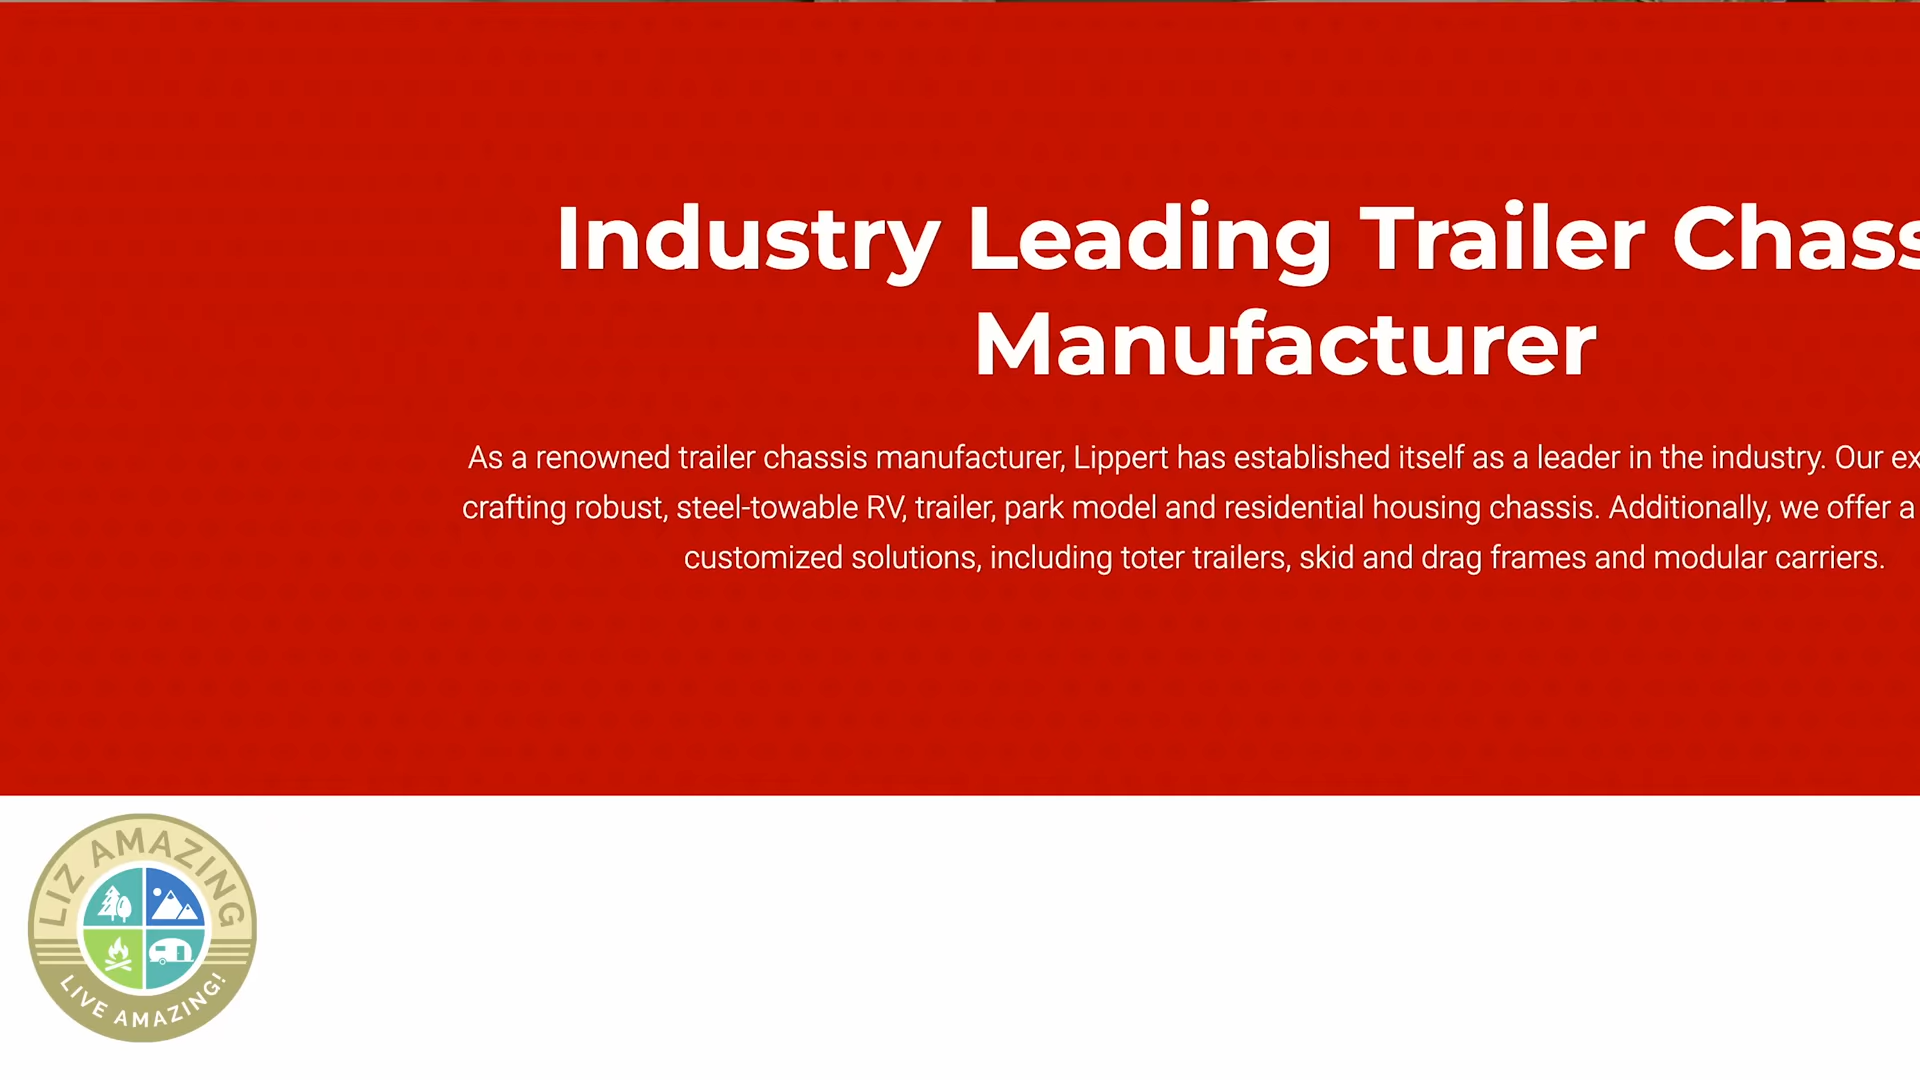 Industry Leading Trailer Chass
Manufacturer
As a renowned trailer chassis manufacturer, Lippert has established itself as a leader in the industry. Our ex
crafting robust, steel-towable RV, trailer, park model and residential housing chassis. Additionally, we offer a
customized solutions, including toter trailers, skid and drag frames and modular carriers.
LIZ AMAZING
LIVE AMAZING!